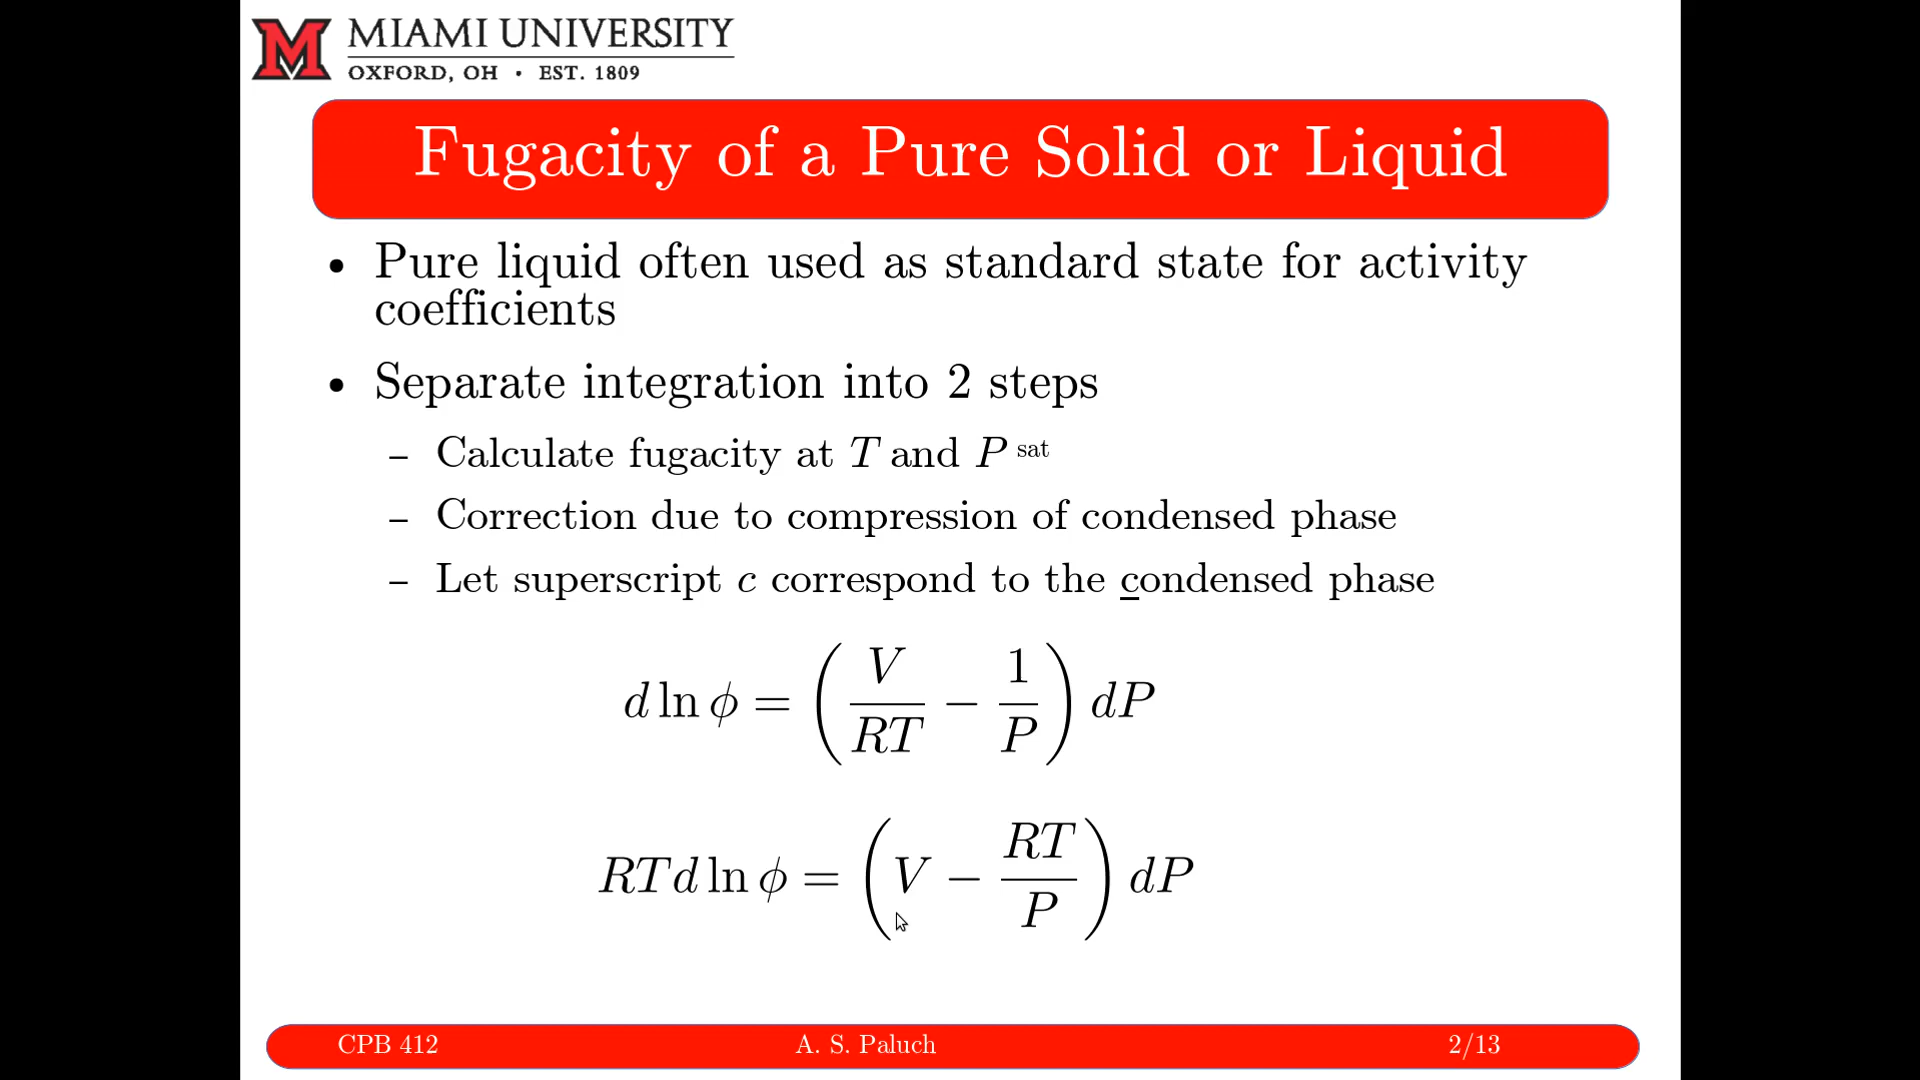 MIAMI UNIVERSITY
OXFORD, OH • EST. 1809
Fugacity of a Pure Solid or Liquid
• Pure liquid often used as standard state for activity
coefficients
• Separate integration into 2 steps
– Calculate fugacity at T and P sat
– Correction due to compression of condensed phase
– Let superscript c correspond to the condensed phase
d ln ϕ = (V/RT − 1/P) dP
RTd ln ϕ = (V − RT/P) dP
CPB 412 A. S. Paluch 2/13